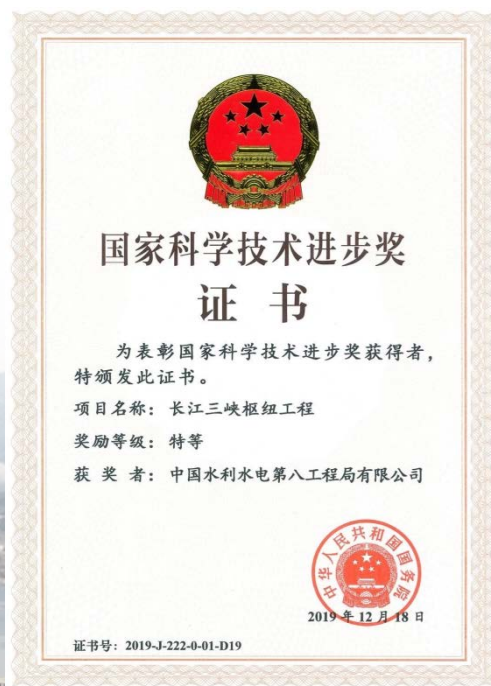 国家科学技术进步奖
证书
为表彰国家科学技术进步奖获得者，
特颁发此证书。
项目名称：长江三峡枢纽工程
奖励等级：特等
获奖者：中国水利水电第八工程局有限公司
中华人民共和国国务院
2019年12月18日
证书号：2019-J-222-0-01-D19